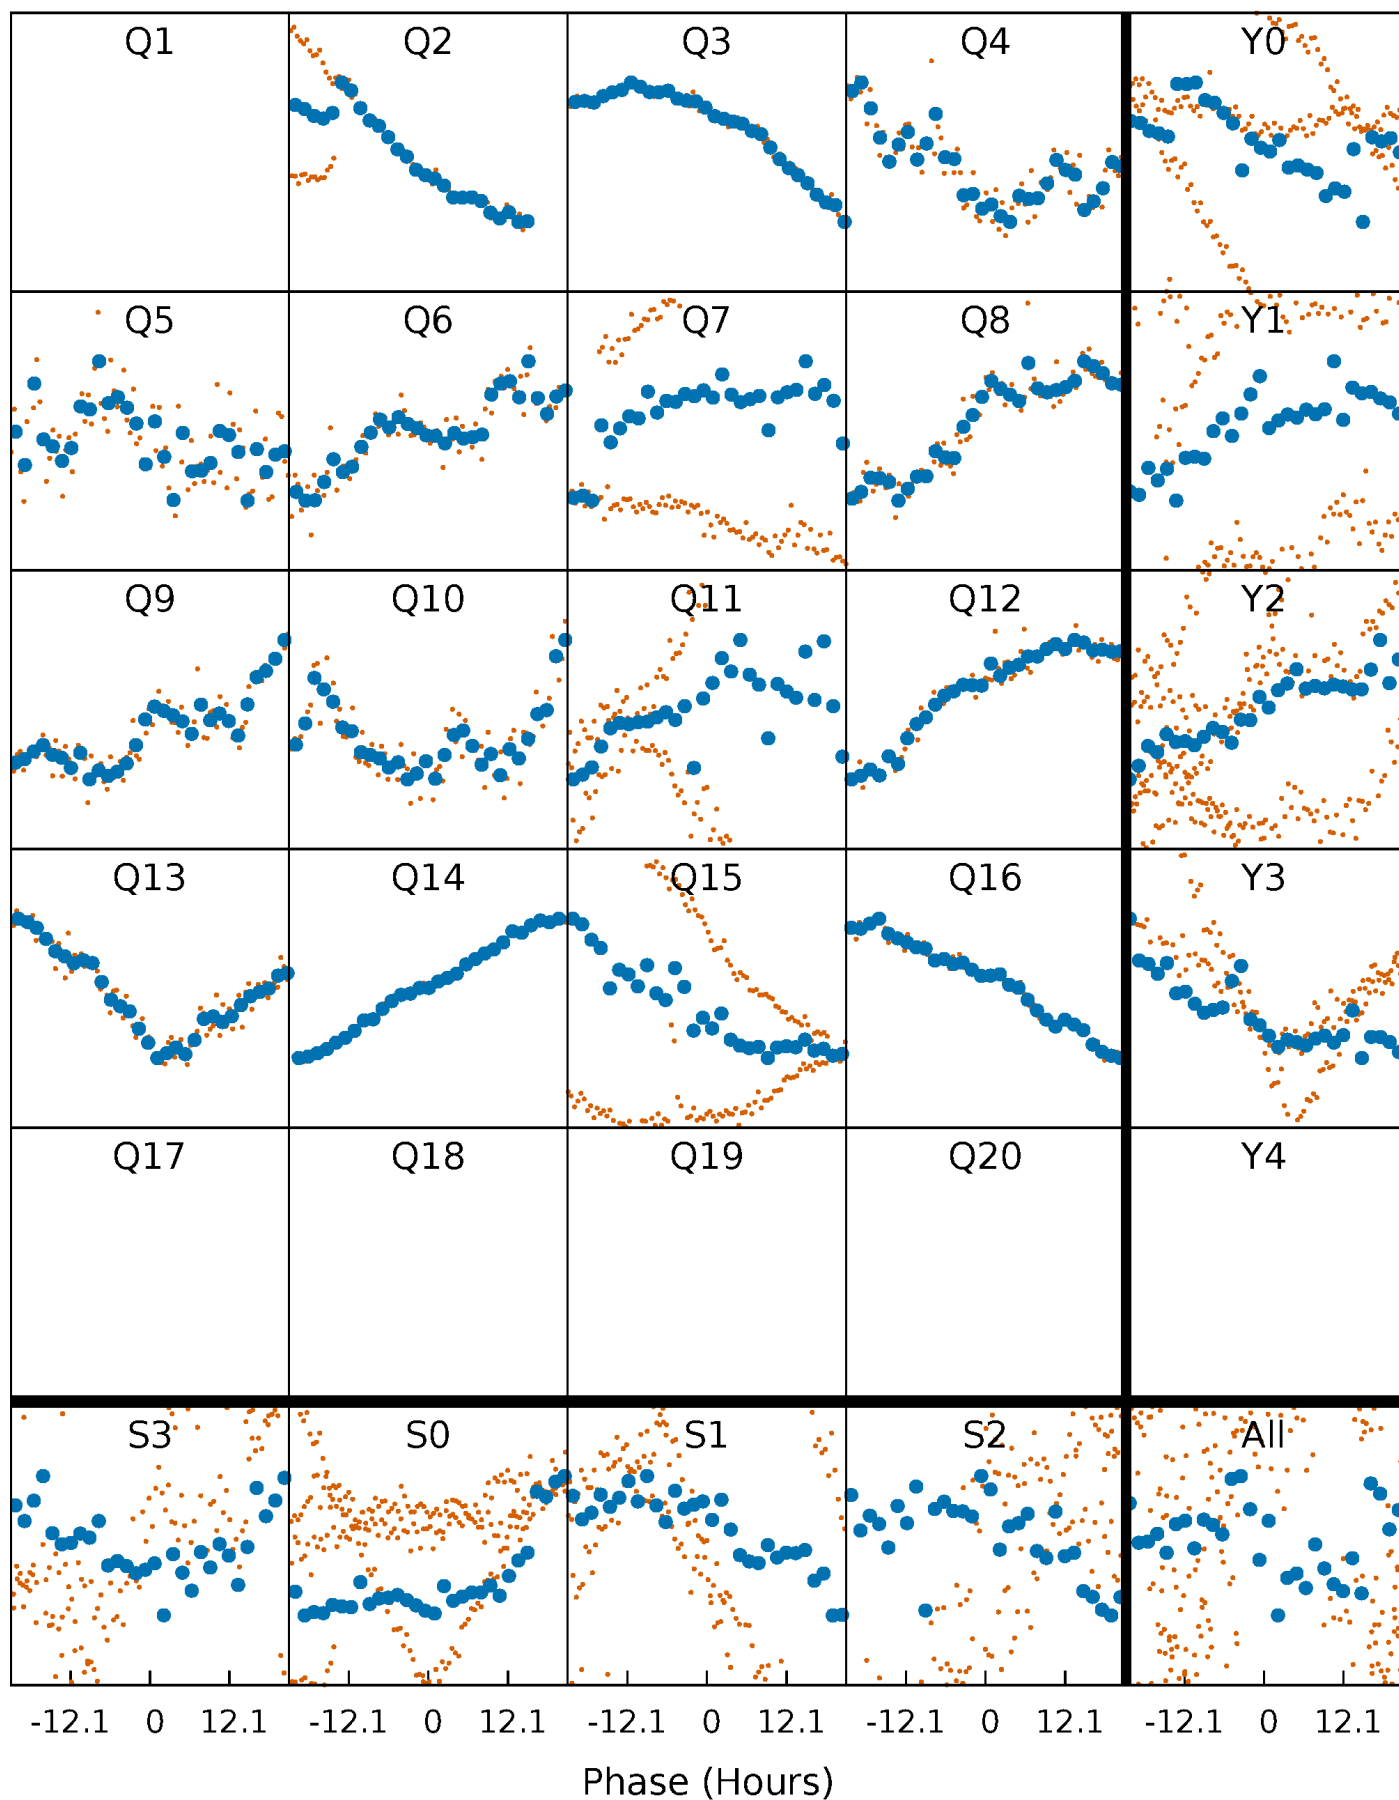 Q1 Q2 Q3 Q4 Y0
Q5 Q6 Q7 Q8 Y1
Q9 Q10 Q11 Q12 Y2
Q13 Q14 Q15 Q16 Y3
Q17 Q18 Q19 Q20 Y4
S3 S0 S1 S2 All
-12.1 0 12.1 -12.1 0 12.1 -12.1 0 12.1 -12.1 0 12.1 -12.1 0 12.1
Phase (Hours)